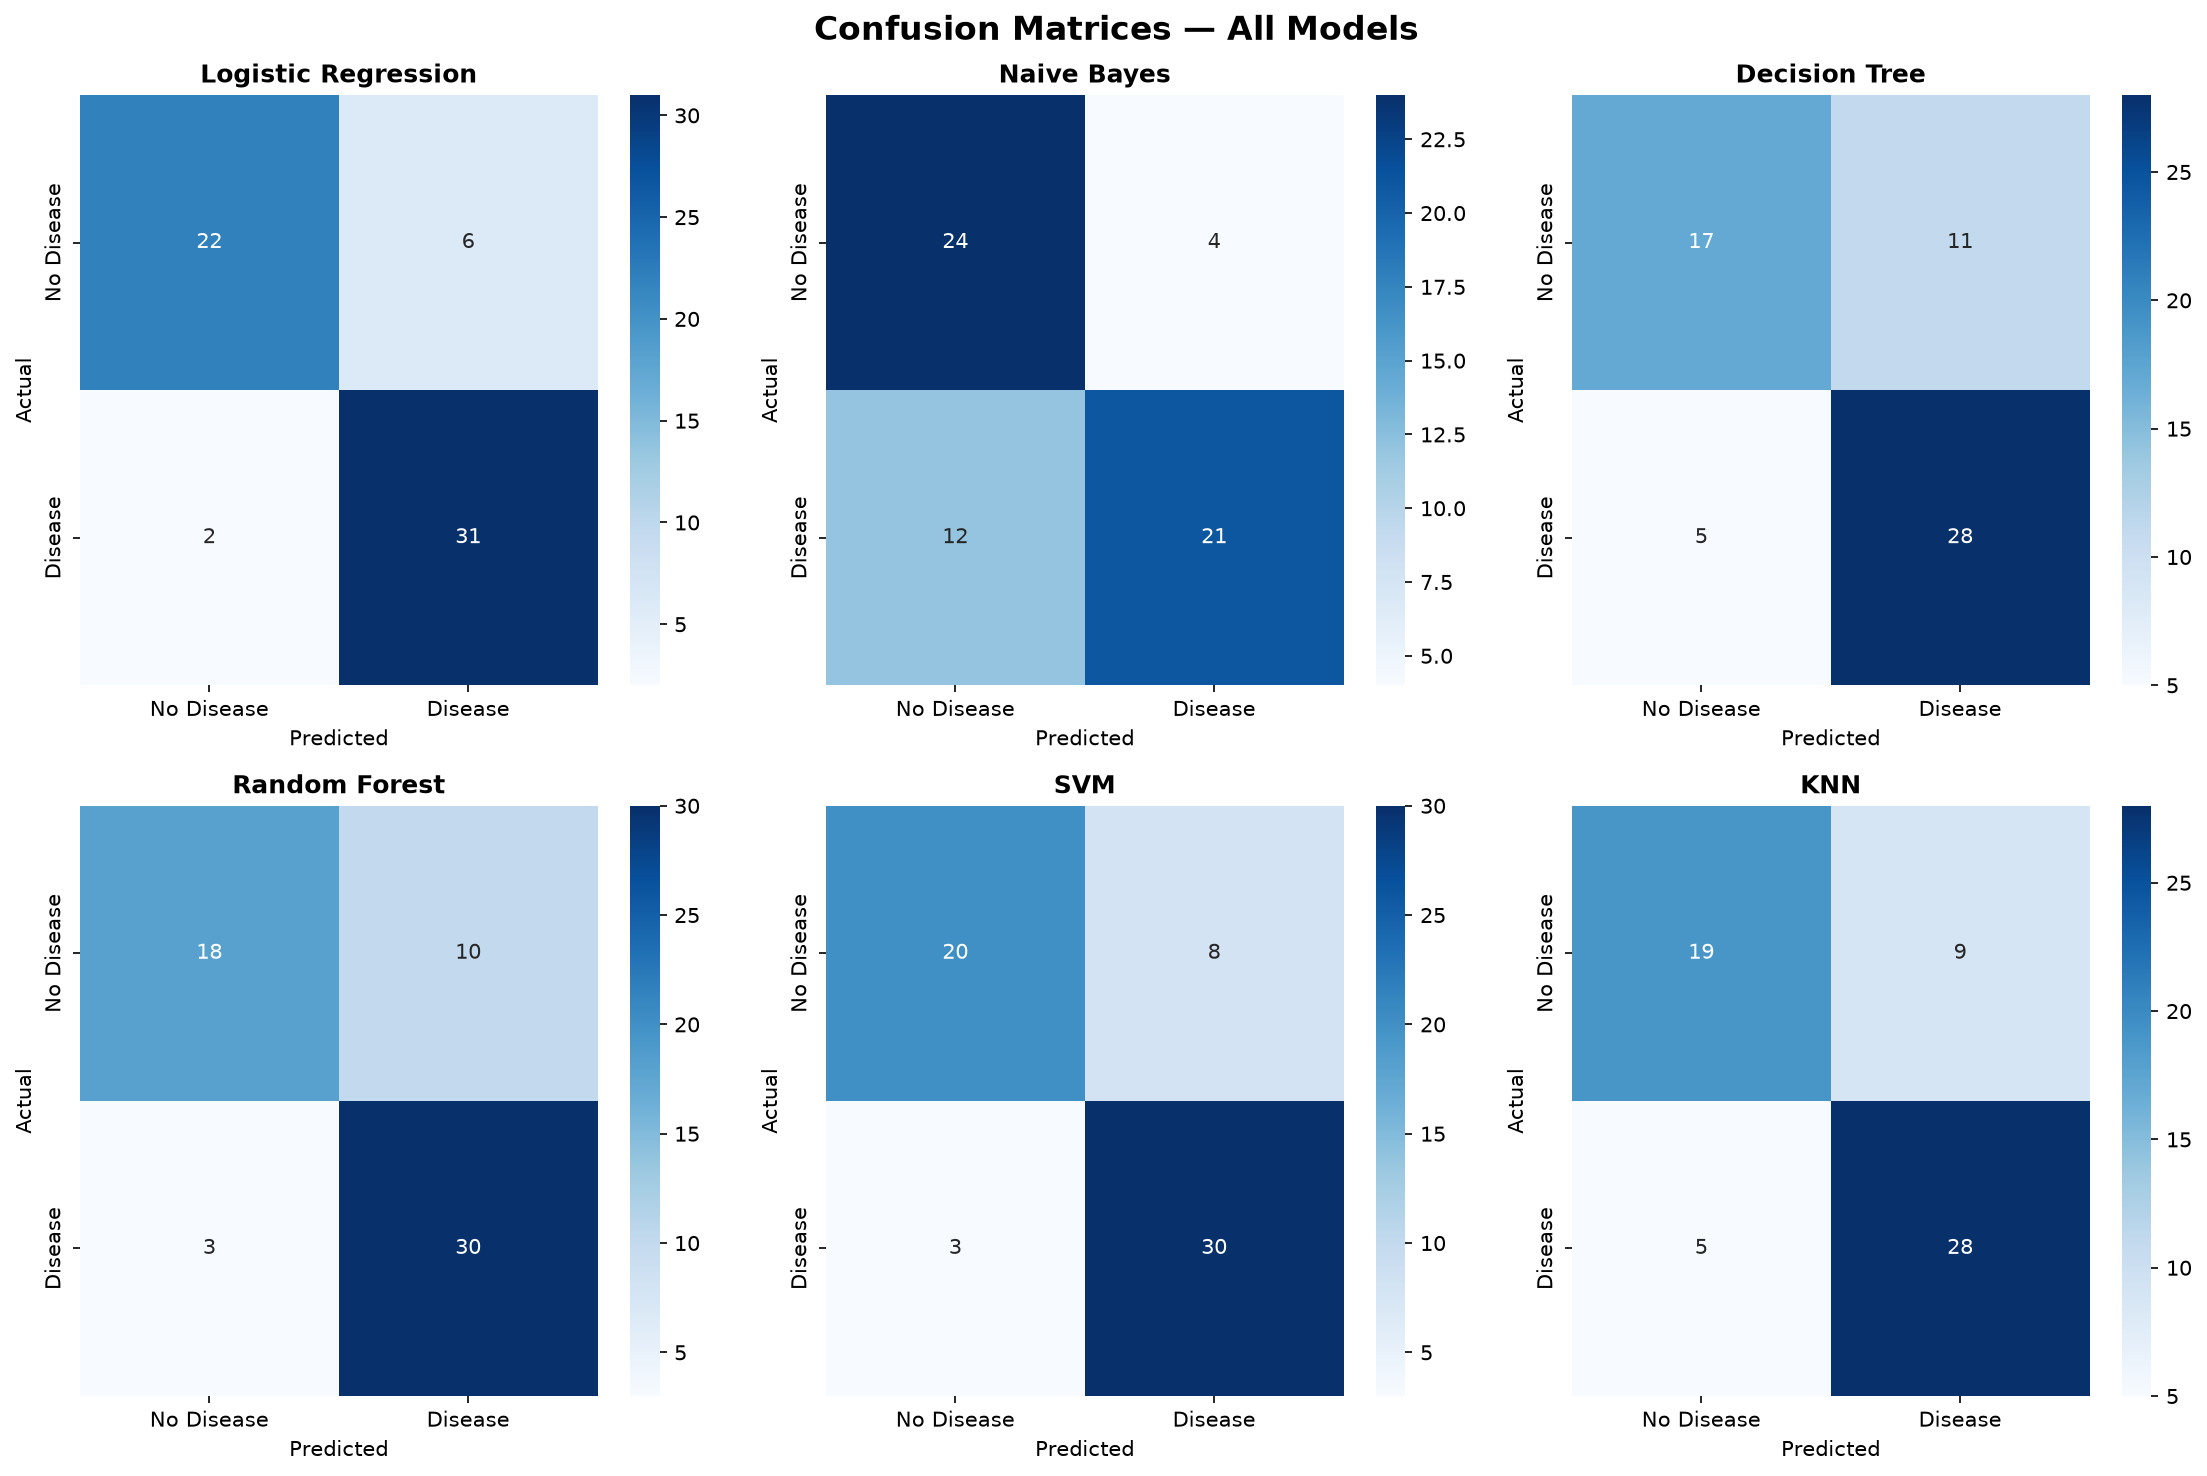 Confusion Matrices — All Models
Logistic Regression
Actual
No Disease
Disease
22
6
2
31
No Disease
Disease
Predicted
30
25
20
15
10
5
Naive Bayes
Actual
No Disease
Disease
24
4
12
21
No Disease
Disease
Predicted
22.5
20.0
17.5
15.0
12.5
10.0
7.5
5.0
Decision Tree
Actual
No Disease
Disease
17
11
5
28
No Disease
Disease
Predicted
25
20
15
10
5
Random Forest
Actual
No Disease
Disease
18
10
3
30
No Disease
Disease
Predicted
30
25
20
15
10
5
SVM
Actual
No Disease
Disease
20
8
3
30
No Disease
Disease
Predicted
30
25
20
15
10
5
KNN
Actual
No Disease
Disease
19
9
5
28
No Disease
Disease
Predicted
25
20
15
10
5